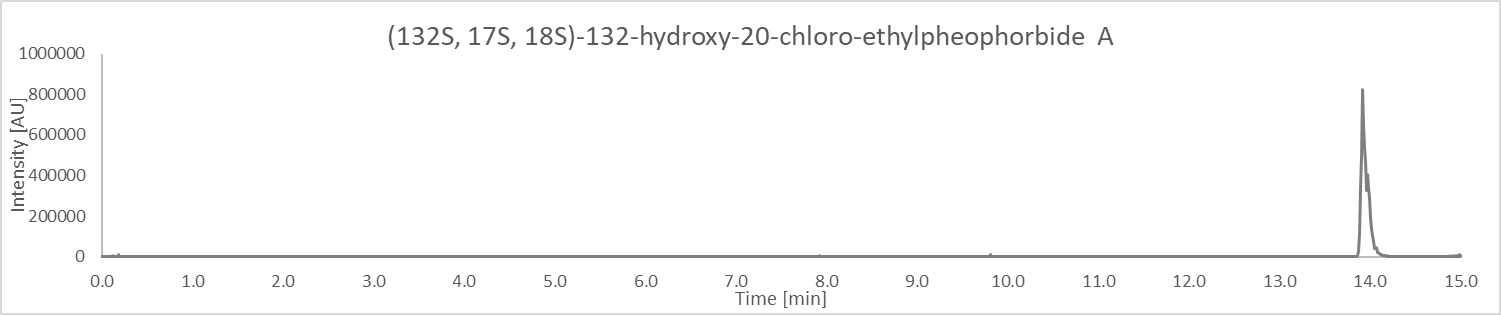 (132S, 17S, 18S)-132-hydroxy-20-chloro-ethylpheophorbide A
Intensity [AU]
1000000
800000
600000
400000
200000
0
0.0 1.0 2.0 3.0 4.0 5.0 6.0 7.0 8.0 9.0 10.0 11.0 12.0 13.0 14.0 15.0
Time [min]